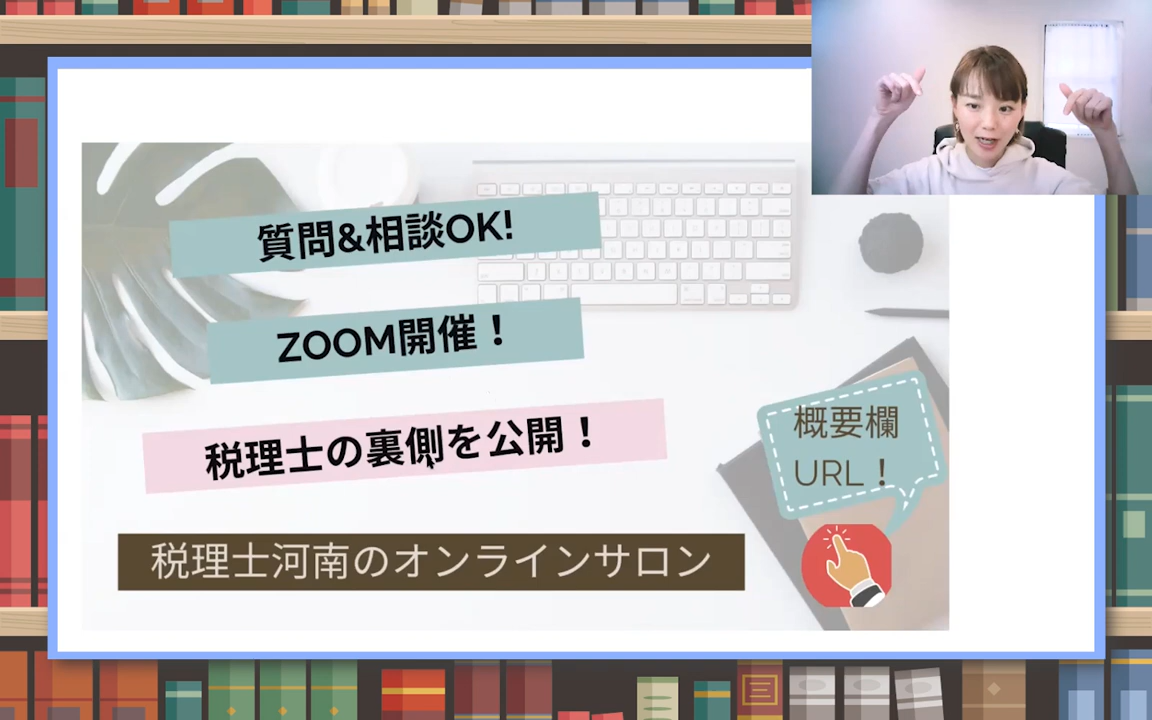 質問&相談OK!
ZOOM開催！
税理士の裏側を公開！
概要欄
URL！
税理士河南のオンラインサロン